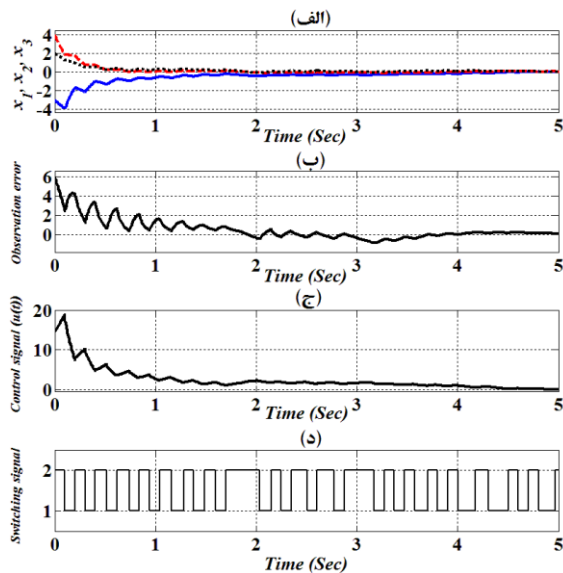 (الف)
x₁, x₂, x₃
4
2
0
-2
-4
0 1 2 3 4 5
Time (Sec)
(ب)
Observation error
6
4
2
0
0 1 2 3 4 5
Time (Sec)
(ج)
Control signal (u(t))
20
10
0
0 1 2 3 4 5
Time (Sec)
(د)
Switching signal
2
1
0 1 2 3 4 5
Time (Sec)